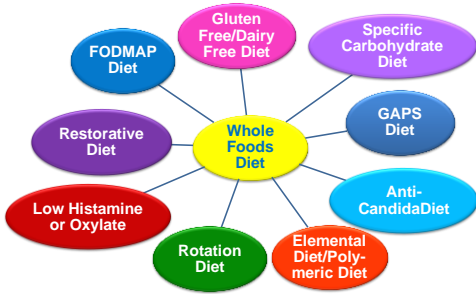 Gluten
Free/Dairy
Free Diet
Specific
Carbohydrate
Diet
FODMAP
Diet
GAPS
Diet
Whole
Foods
Diet
Restorative
Diet
Anti-
CandidaDiet
Low Histamine
or Oxylate
Rotation
Diet
Elemental
Diet/Poly-
meric Diet